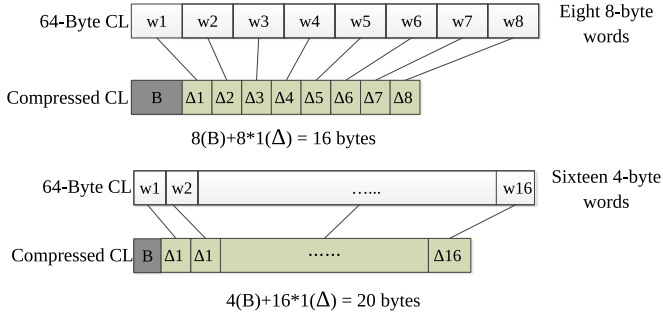 64-Byte CL w1 w2 w3 w4 w5 w6 w7 w8 Eight 8-byte words
Compressed CL B Δ1 Δ2 Δ3 Δ4 Δ5 Δ6 Δ7 Δ8
8(B)+8*1(Δ) = 16 bytes
64-Byte CL w1 w2 …... w16 Sixteen 4-byte words
Compressed CL B Δ1 Δ1 …… Δ16
4(B)+16*1(Δ) = 20 bytes